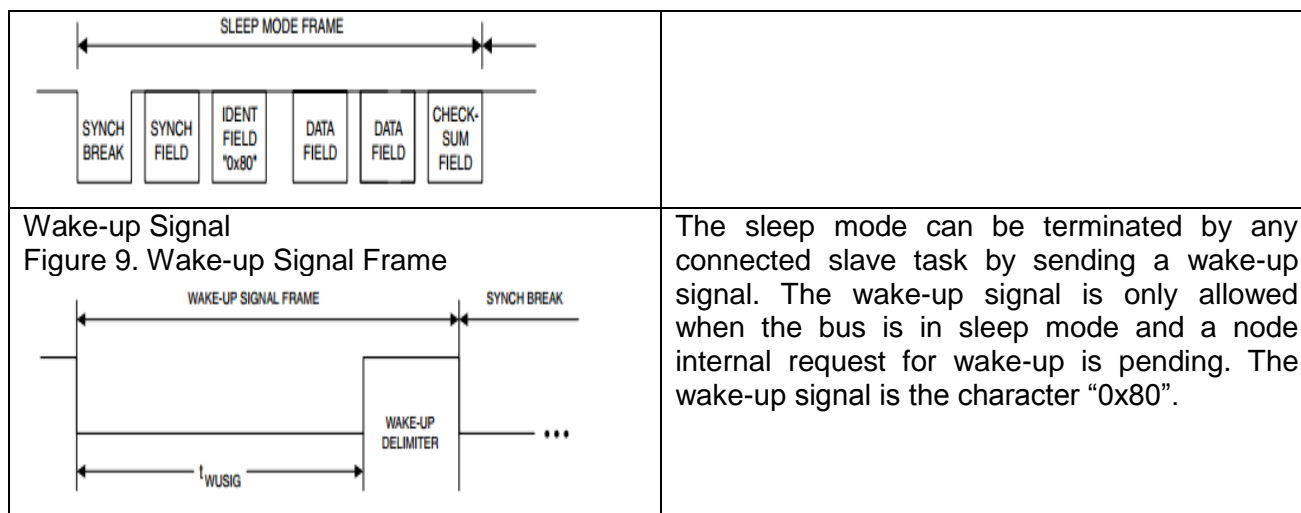 SLEEP MODE FRAME
SYNCH BREAK
SYNCH FIELD
IDENT FIELD "0x80"
DATA FIELD
DATA FIELD
CHECK-SUM FIELD
Wake-up Signal
Figure 9. Wake-up Signal Frame
WAKE-UP SIGNAL FRAME
SYNCH BREAK
WAKE-UP DELIMITER
tWUSIG
The sleep mode can be terminated by any
connected slave task by sending a wake-up
signal. The wake-up signal is only allowed
when the bus is in sleep mode and a node
internal request for wake-up is pending. The
wake-up signal is the character “0x80”.